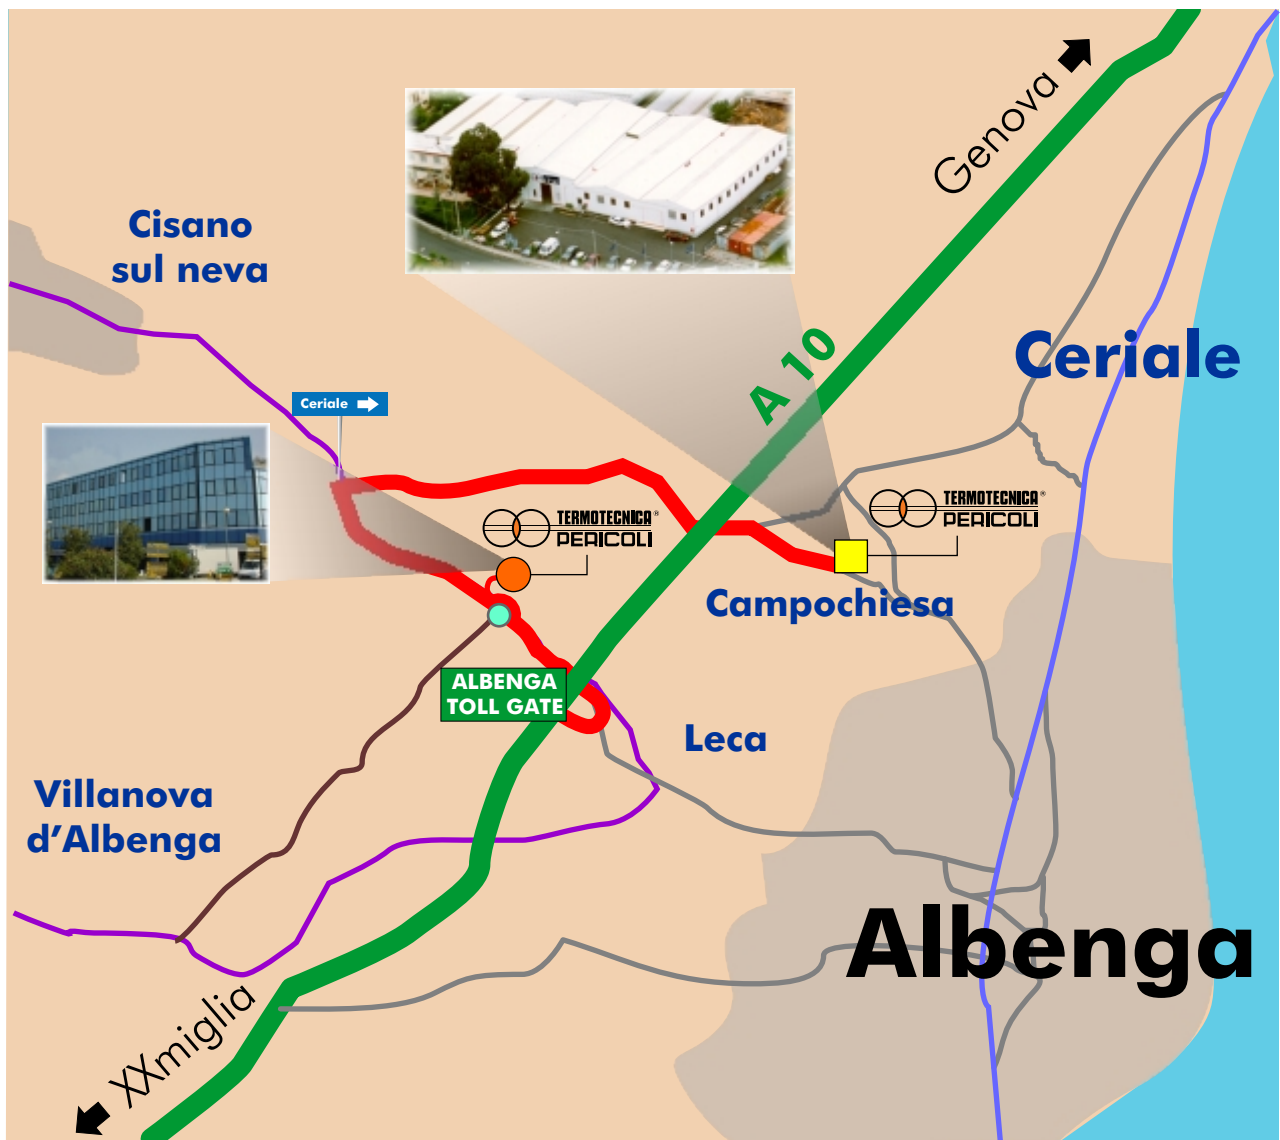 Genova
Cisano
sul neva
A 10
Ceriale
Ceriale
TERMOTECNICA®
PERICOLI
TERMOTECNICA®
PERICOLI
Campochiesa
ALBENGA
TOLL GATE
Leca
Villanova
d'Albenga
Albenga
XXmiglia